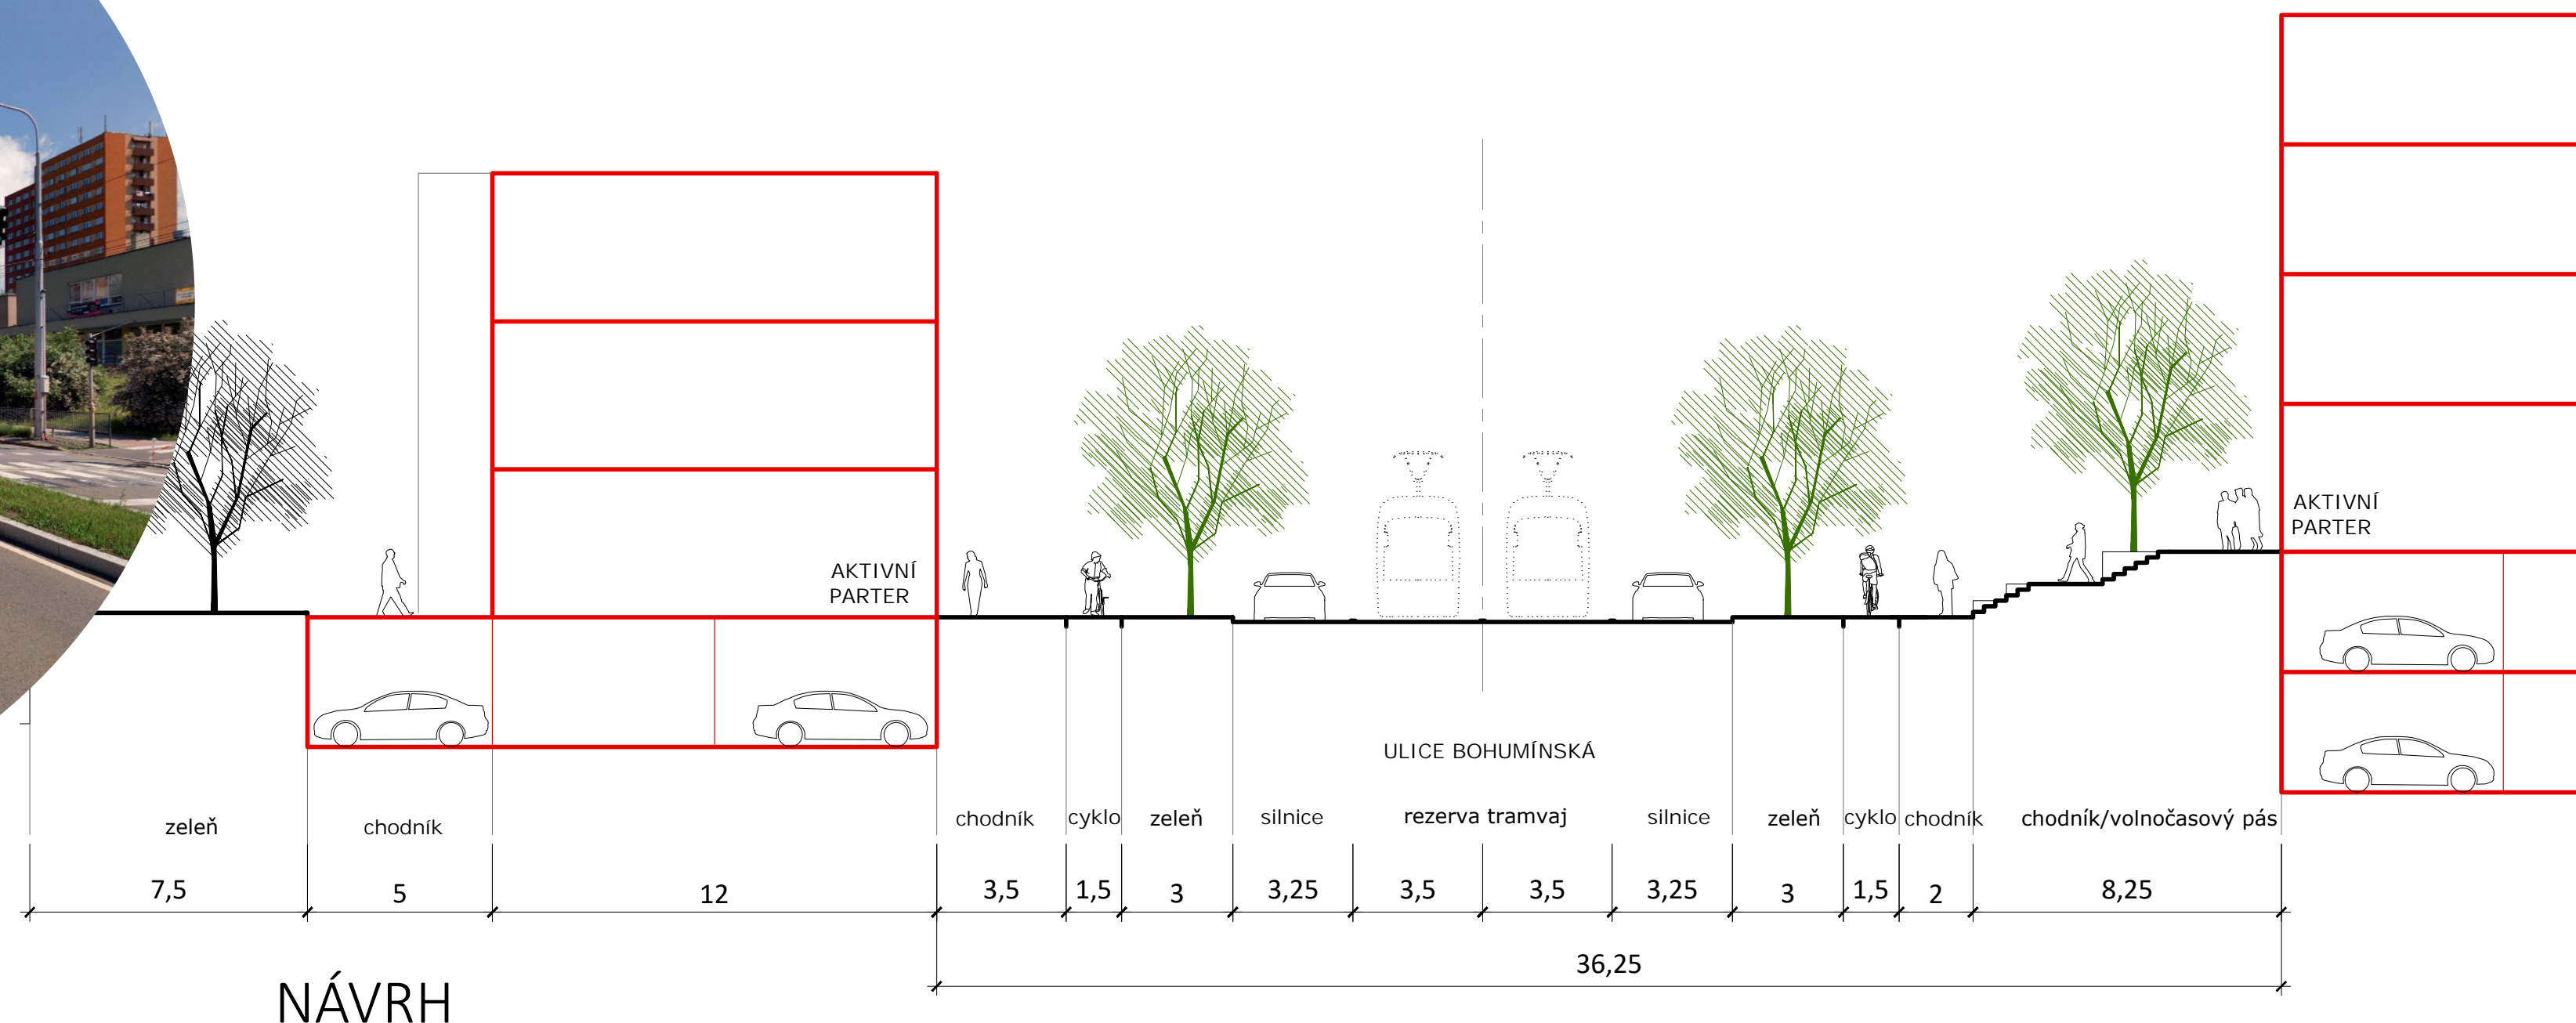 AKTIVNÍ
PARTER
AKTIVNÍ
PARTER
ULICE BOHUMÍNSKÁ
zeleň
chodník
chodník
cyklo
zeleň
silnice
rezerva tramvaj
silnice
zeleň
cyklo
chodník
chodník/volnočasový pás
7,5
5
12
3,5
1,5
3
3,25
3,5
3,5
3,25
3
1,5
2
8,25
36,25
NÁVRH